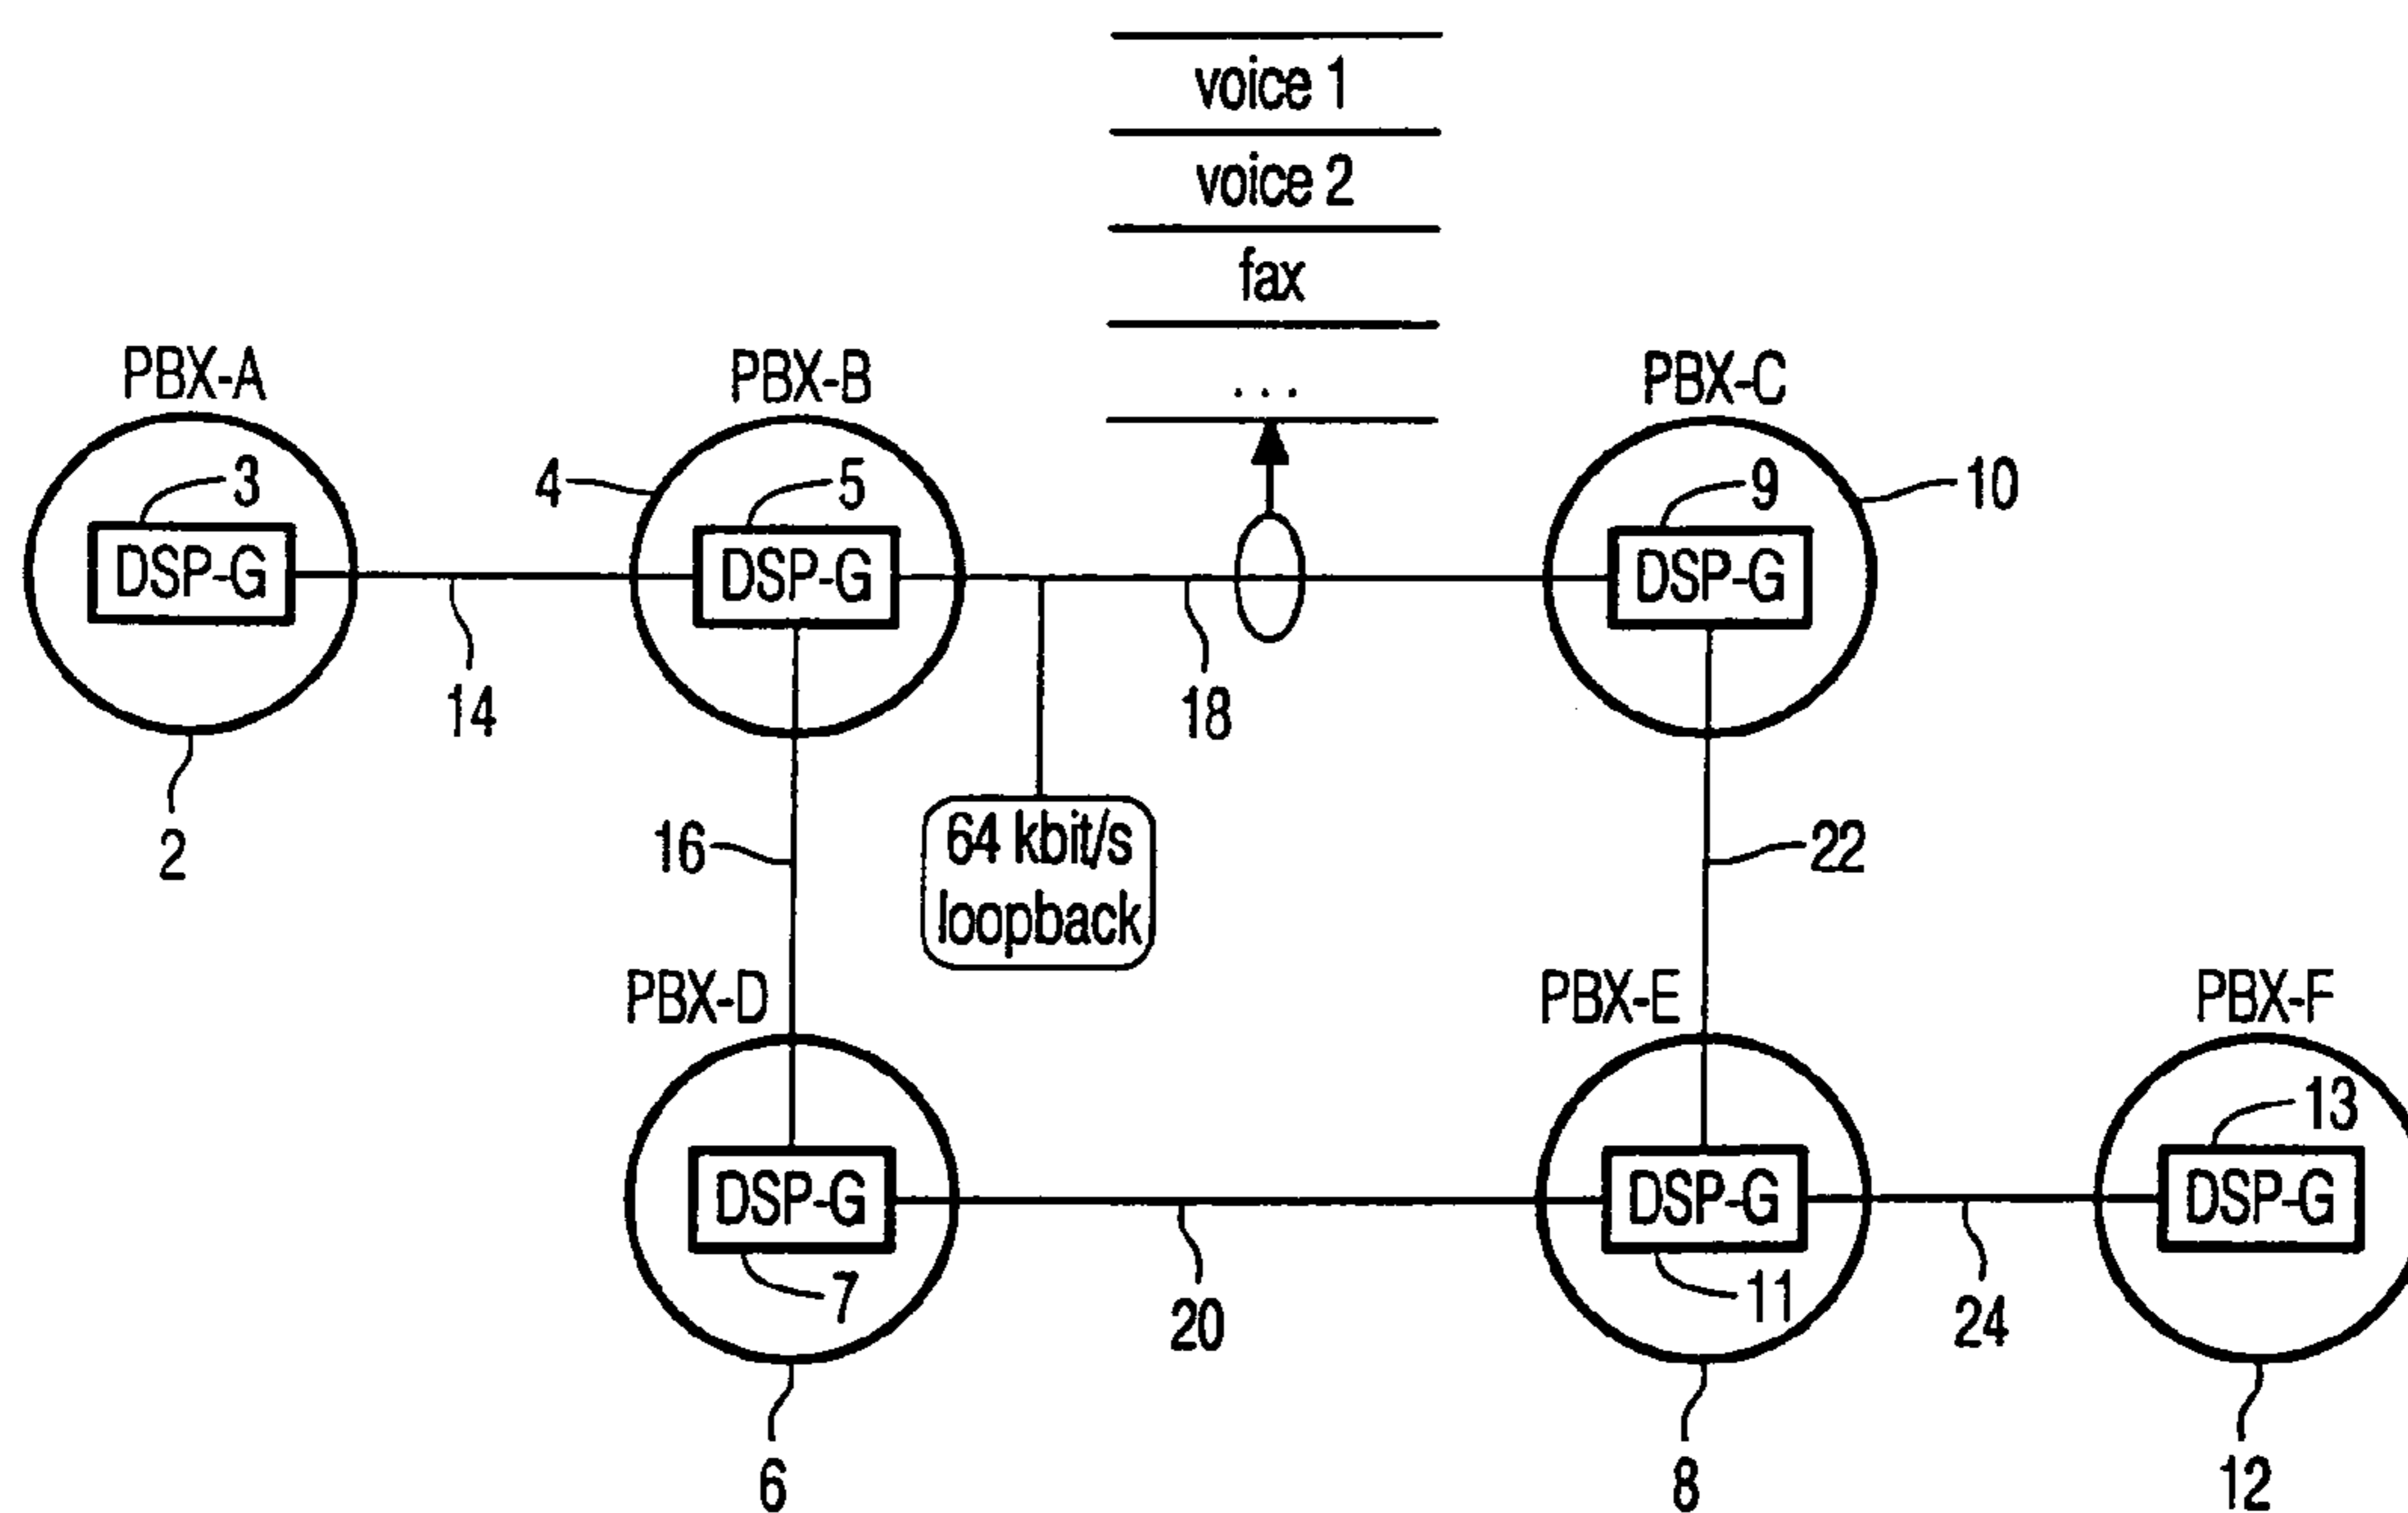 voice 1
voice 2
fax
...
PBX-A
PBX-B
PBX-C
3
4
5
9
10
DSP-G
DSP-G
DSP-G
14
18
2
16
64 kbit/s
loopback
22
PBX-D
PBX-E
PBX-F
13
DSP-G
DSP-G
DSP-G
7
11
20
24
6
8
12